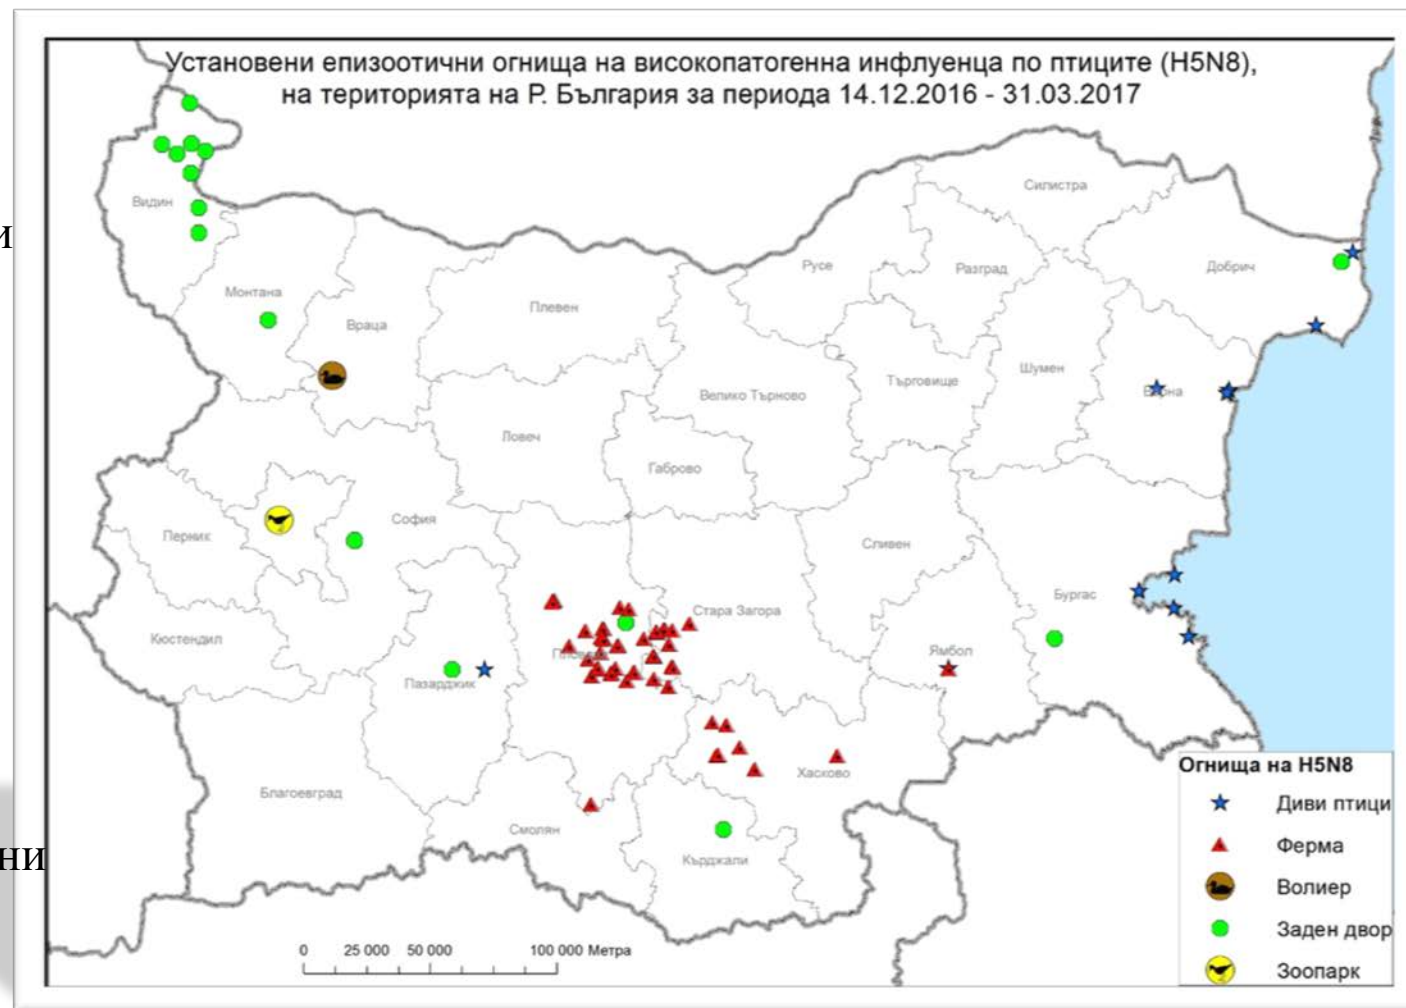 Установени епизоотични огнища на високопатогенна инфлуенца по птиците (H5N8),
на територията на Р. България за периода 14.12.2016 - 31.03.2017
Силистра
Видин
и
Русе
Разград
Добрич
Монтана
Плевен
Враца
Шумен
Търговище
Велико Търново
Ловеч
Габрово
София
Перник
Сливен
Бургас
Стара Загора
Кюстендил
Ямбол
Пазарджик
Огнища на H5N8
Хасково
Благоевград
Диви птици
Смолян
Ферма
ни
Кърджали
Волиер
Заден двор
0 25 000 50 000 100 000 Метра
Зоопарк